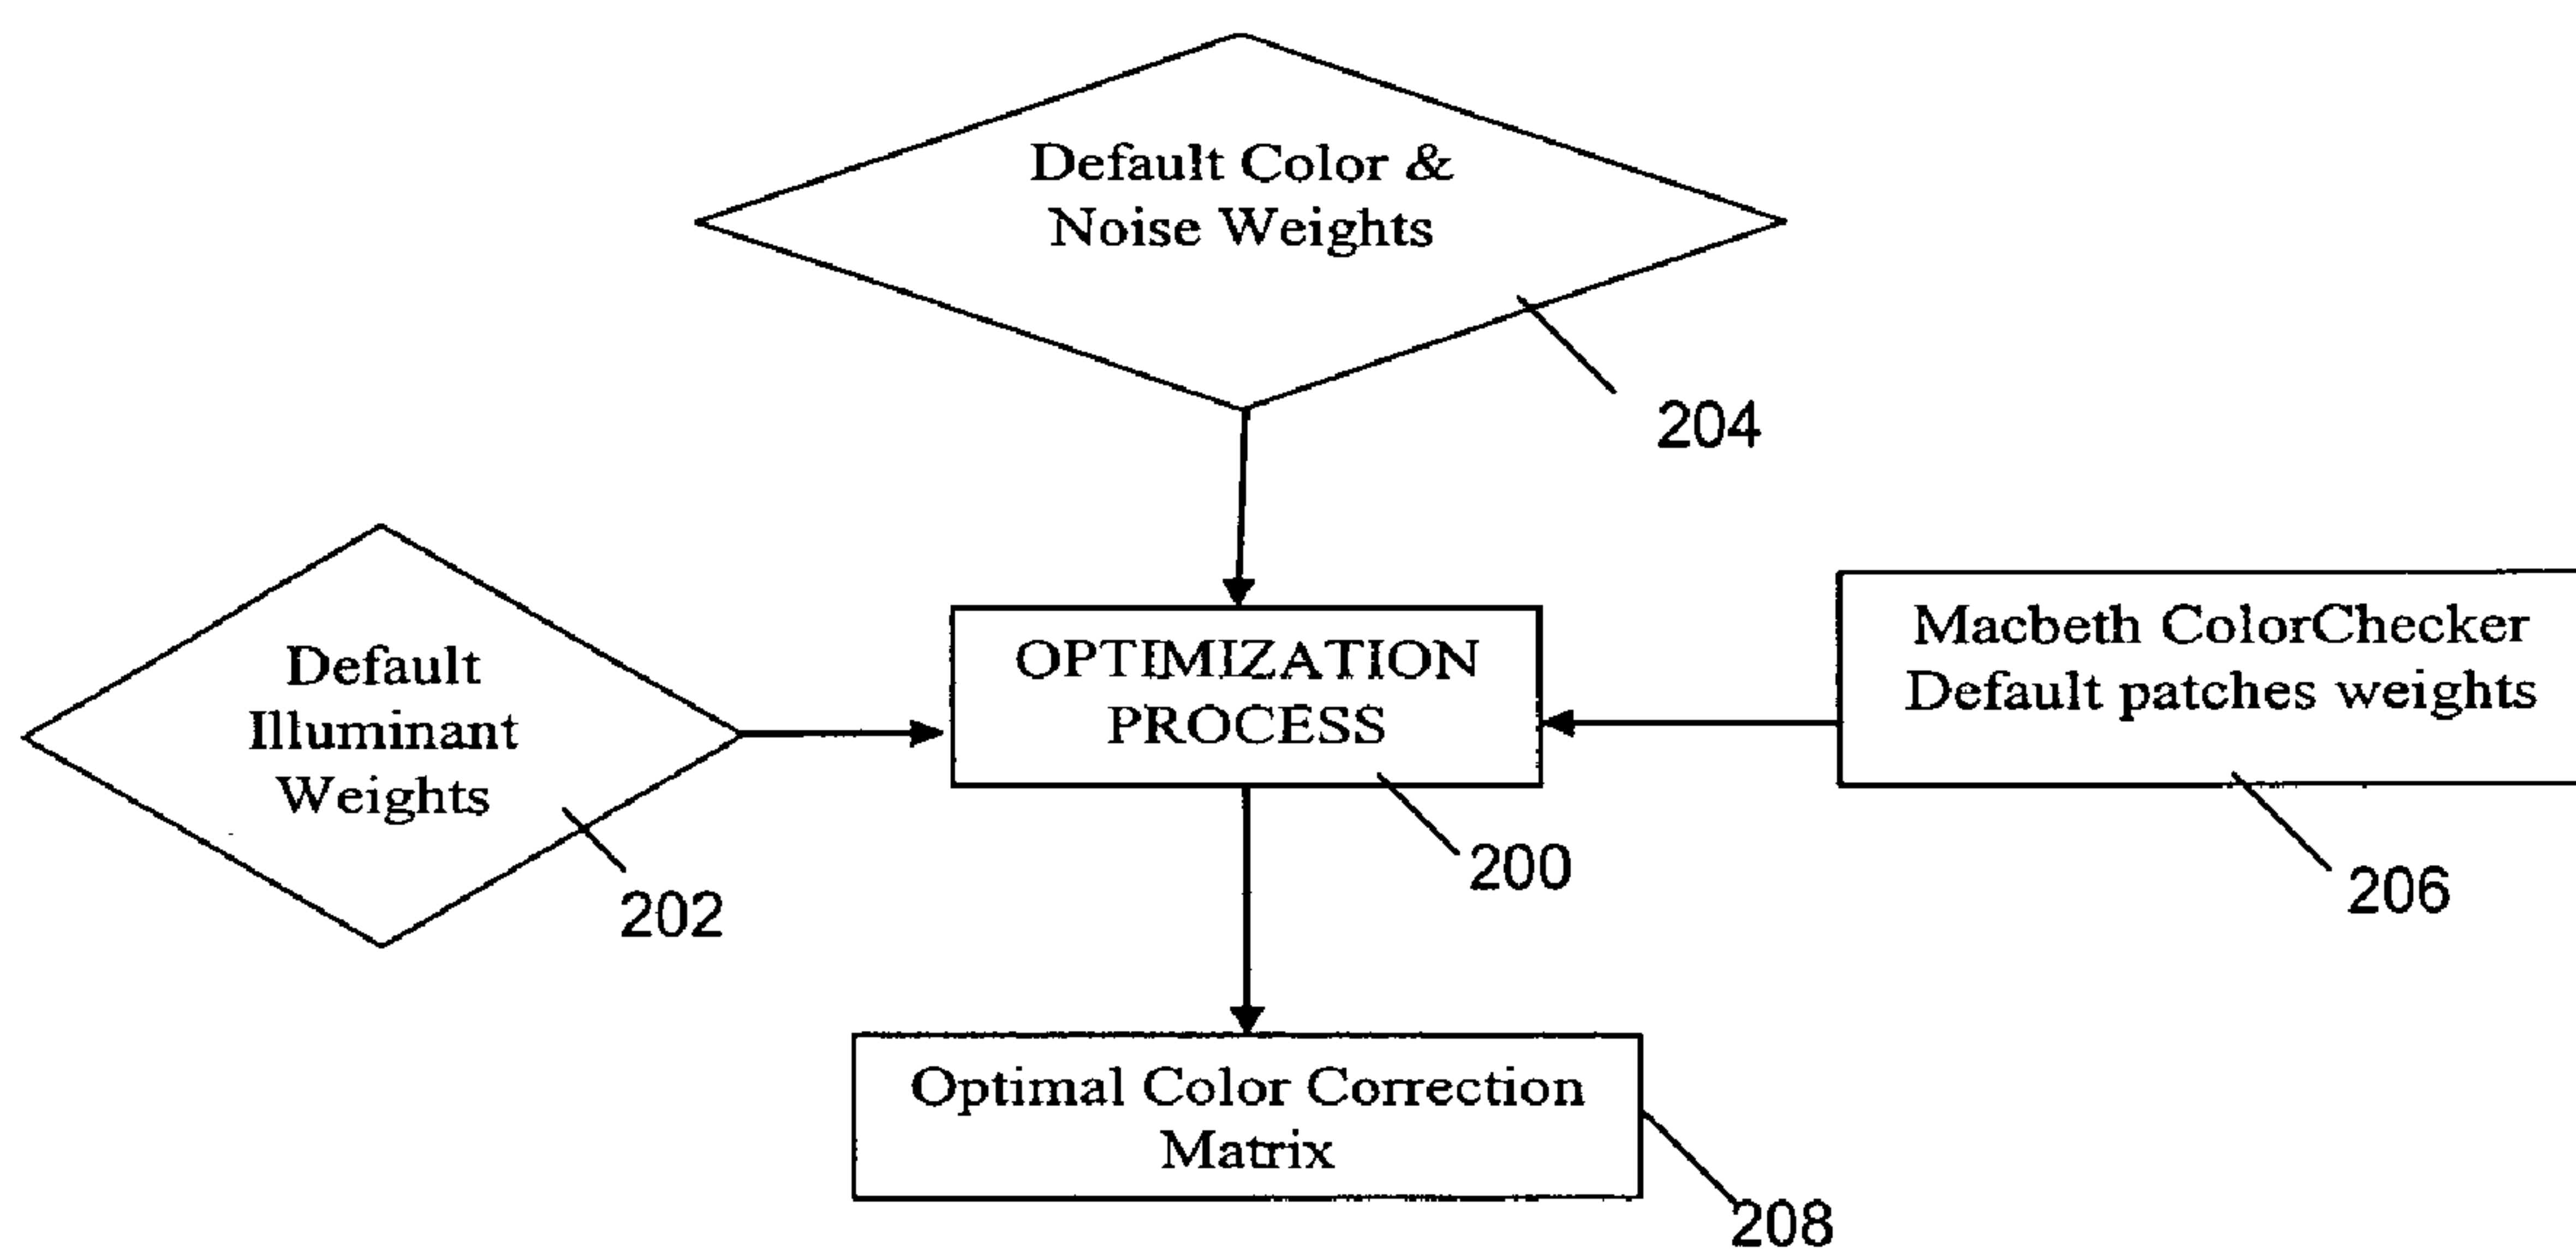 Default Color &
Noise Weights
204
Default
Illuminant
Weights
202
OPTIMIZATION
PROCESS
200
Macbeth ColorChecker
Default patches weights
206
Optimal Color Correction
Matrix
208